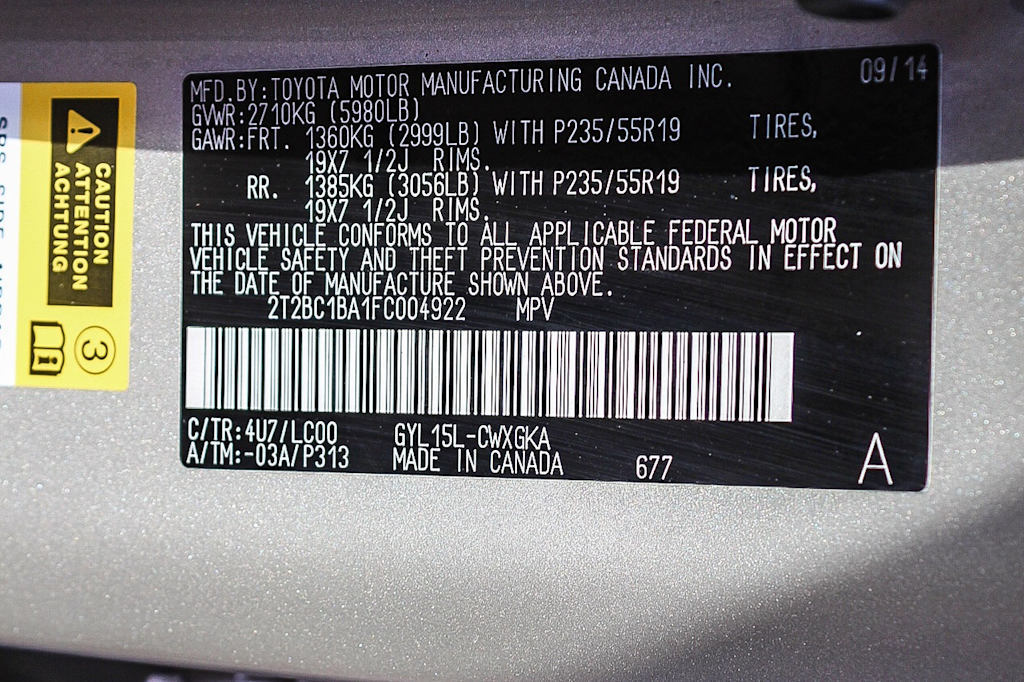 MFD.BY:TOYOTA MOTOR MANUFACTURING CANADA INC. 09/14
GVWR:2710KG (5980LB)
GAWR:FRT. 1360KG (2999LB) WITH P235/55R19 TIRES,
19X7 1/2J RIMS.
RR. 1385KG (3056LB) WITH P235/55R19 TIRES,
19X7 1/2J RIMS.
THIS VEHICLE CONFORMS TO ALL APPLICABLE FEDERAL MOTOR
VEHICLE SAFETY AND THEFT PREVENTION STANDARDS IN EFFECT ON
THE DATE OF MANUFACTURE SHOWN ABOVE.
2T2BC1BA1FC004922 MPV
C/TR:4U7/LC00 GYL15L-CWXGKA
A/TM:-03A/P313 MADE IN CANADA 677 A
CAUTION
ATTENTION
ACHTUNG
3